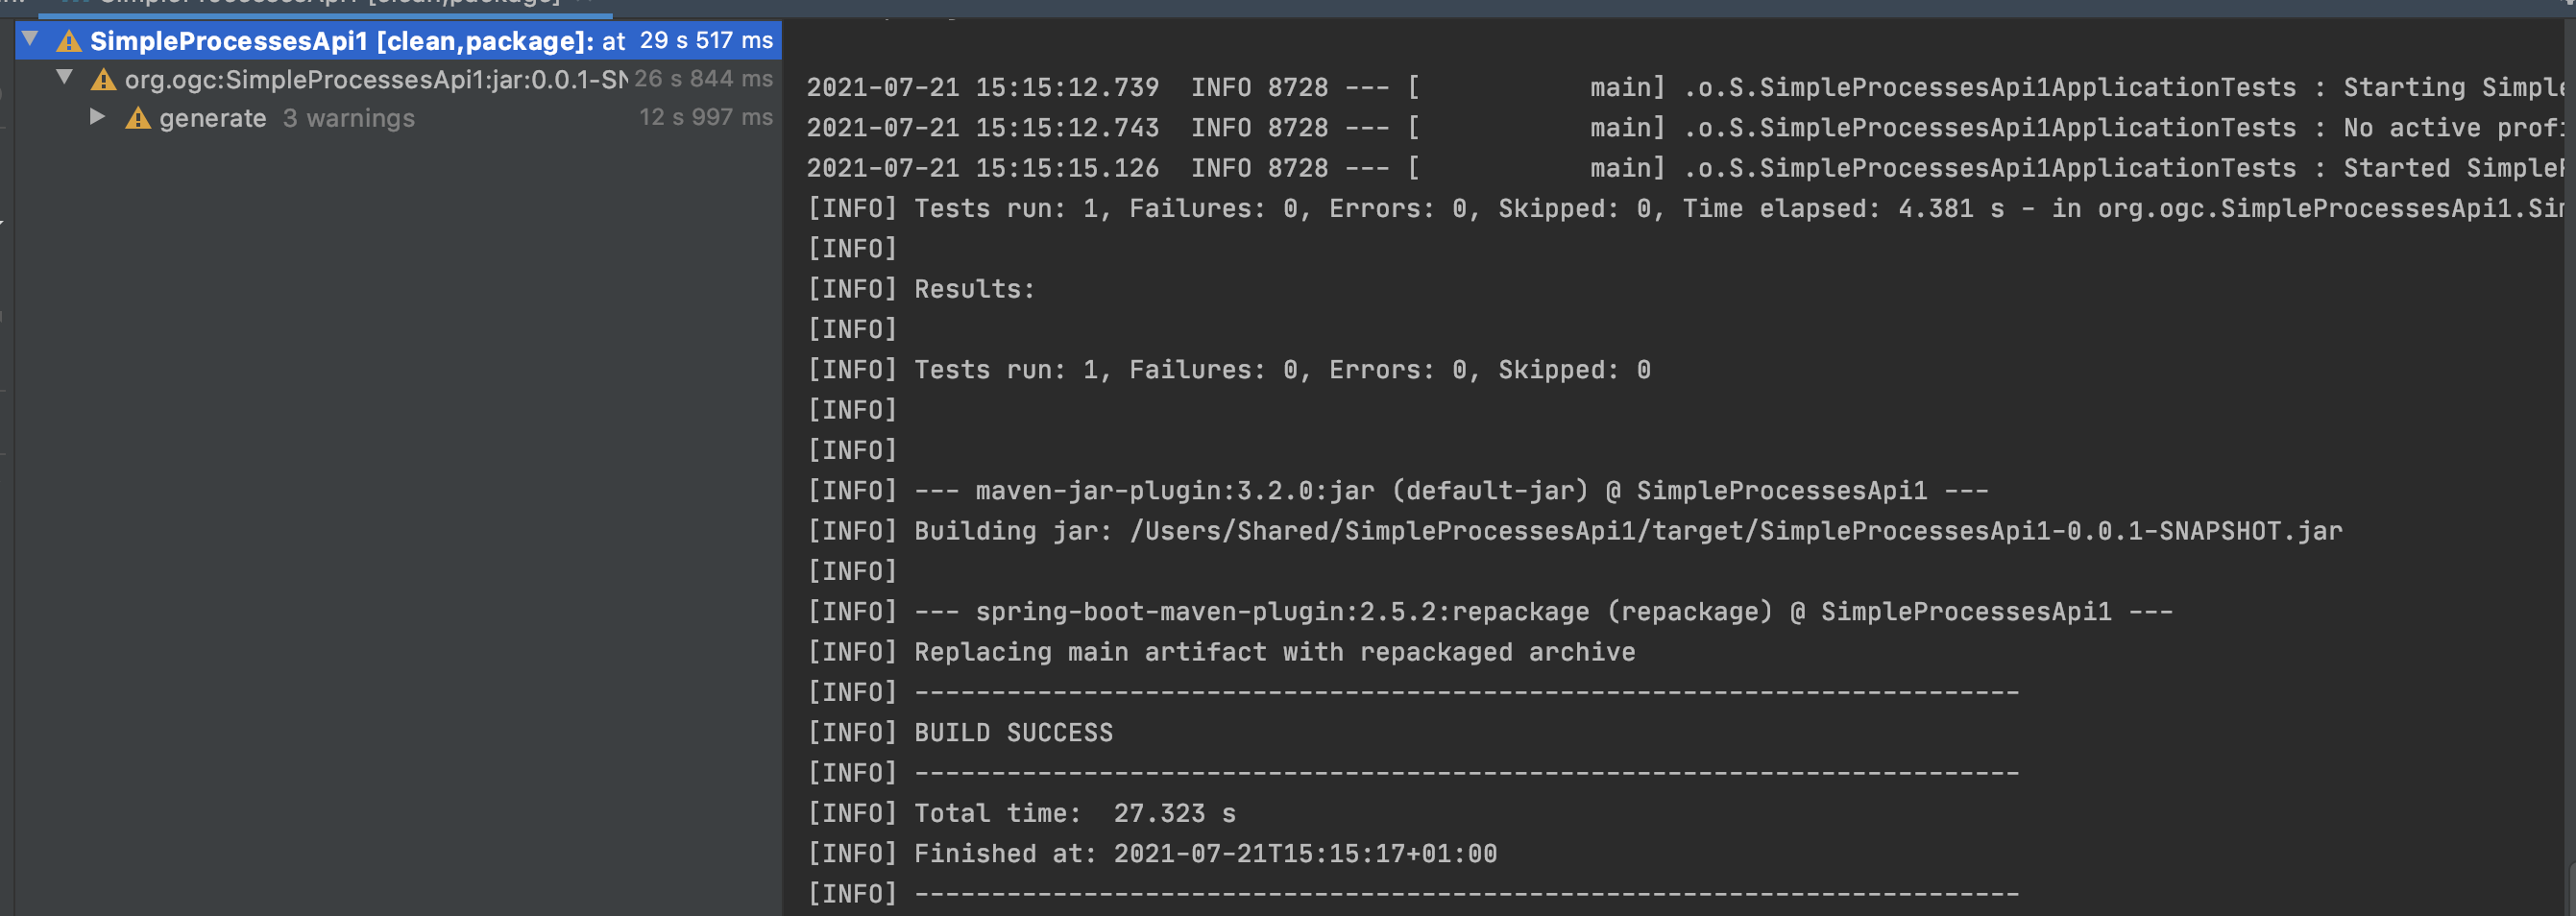 SimpleProcessesApi1 [clean,package]: at 29 s 517 ms
org.ogc:SimpleProcessesApi1:jar:0.0.1-SN 26 s 844 ms
generate 3 warnings 12 s 997 ms
2021-07-21 15:15:12.739  INFO 8728 --- [           main] .o.S.SimpleProcessesApi1ApplicationTests : Starting Simple
2021-07-21 15:15:12.743  INFO 8728 --- [           main] .o.S.SimpleProcessesApi1ApplicationTests : No active prof
2021-07-21 15:15:15.126  INFO 8728 --- [           main] .o.S.SimpleProcessesApi1ApplicationTests : Started Simple
[INFO] Tests run: 1, Failures: 0, Errors: 0, Skipped: 0, Time elapsed: 4.381 s - in org.ogc.SimpleProcessesApi1.Sim
[INFO]
[INFO] Results:
[INFO]
[INFO] Tests run: 1, Failures: 0, Errors: 0, Skipped: 0
[INFO]
[INFO]
[INFO] --- maven-jar-plugin:3.2.0:jar (default-jar) @ SimpleProcessesApi1 ---
[INFO] Building jar: /Users/Shared/SimpleProcessesApi1/target/SimpleProcessesApi1-0.0.1-SNAPSHOT.jar
[INFO]
[INFO] --- spring-boot-maven-plugin:2.5.2:repackage (repackage) @ SimpleProcessesApi1 ---
[INFO] Replacing main artifact with repackaged archive
[INFO] ------------------------------------------------------------------------
[INFO] BUILD SUCCESS
[INFO] ------------------------------------------------------------------------
[INFO] Total time:  27.323 s
[INFO] Finished at: 2021-07-21T15:15:17+01:00
[INFO] ------------------------------------------------------------------------